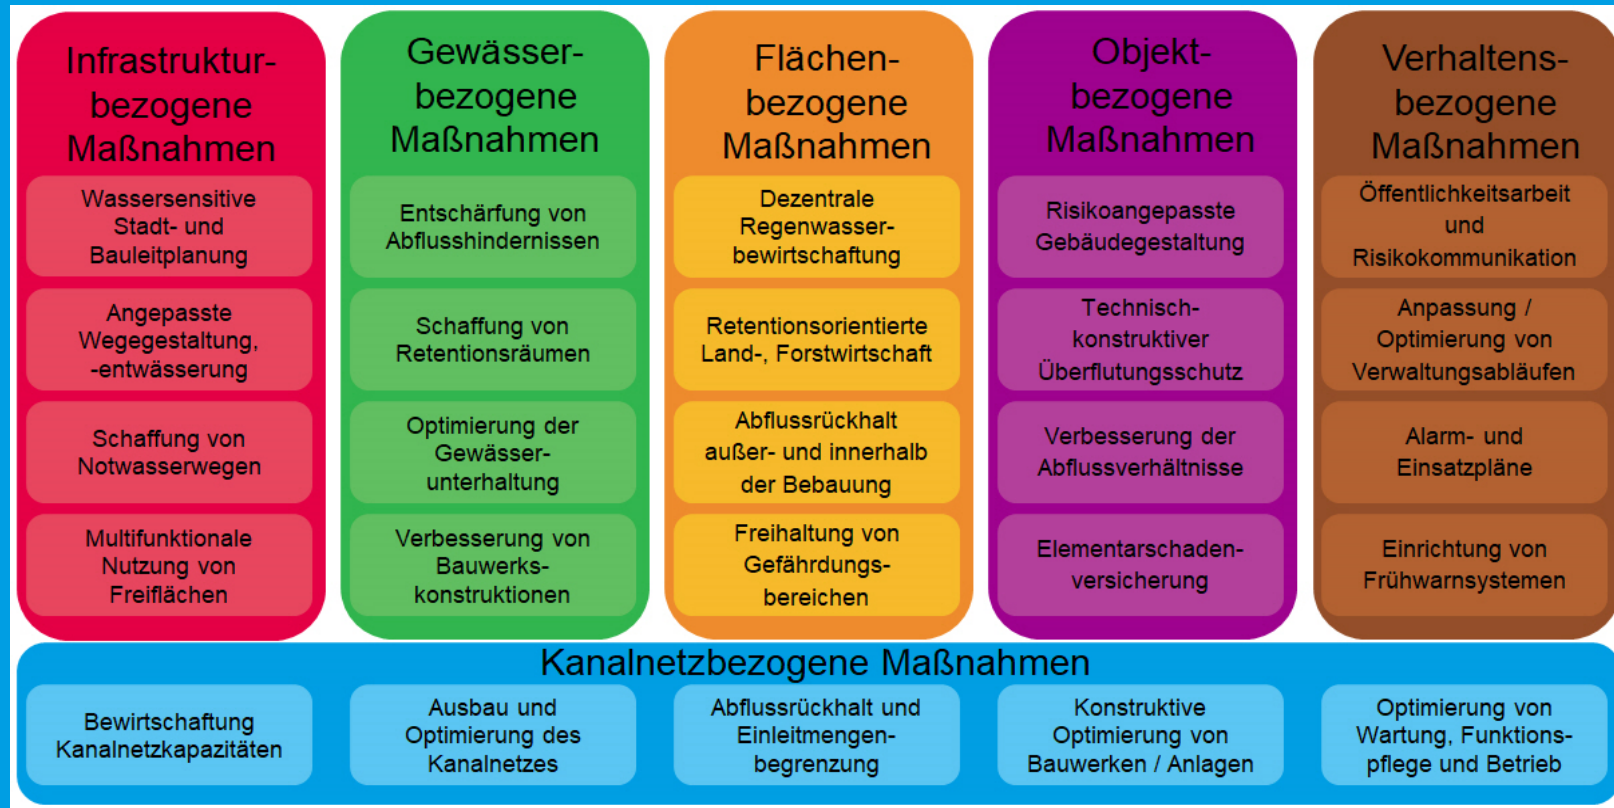 Infrastruktur-
bezogene
Maßnahmen
Wassersensitive
Stadt- und
Bauleitplanung
Angepasste
Wegegestaltung,
-entwässerung
Schaffung von
Notwasserwegen
Multifunktionale
Nutzung von
Freiflächen
Gewässer-
bezogene
Maßnahmen
Entschärfung von
Abflusshindernissen
Schaffung von
Retentionsräumen
Optimierung der
Gewässer-
unterhaltung
Verbesserung von
Bauwerks-
konstruktionen
Flächen-
bezogene
Maßnahmen
Dezentrale
Regenwasser-
bewirtschaftung
Retentionsorientierte
Land-, Forstwirtschaft
Abflussrückhalt
außer- und innerhalb
der Bebauung
Freihaltung von
Gefährdungs-
bereichen
Objekt-
bezogene
Maßnahmen
Risikoangepasste
Gebäudegestaltung
Technisch-
konstruktiver
Überflutungsschutz
Verbesserung der
Abflussverhältnisse
Elementarschaden-
versicherung
Verhaltens-
bezogene
Maßnahmen
Öffentlichkeitsarbeit
und
Risikokommunikation
Anpassung /
Optimierung von
Verwaltungsabläufen
Alarm- und
Einsatzpläne
Einrichtung von
Frühwarnsystemen
Kanalnetzbezogene Maßnahmen
Bewirtschaftung
Kanalnetzkapazitäten
Ausbau und
Optimierung des
Kanalnetzes
Abflussrückhalt und
Einleitmengen-
begrenzung
Konstruktive
Optimierung von
Bauwerken / Anlagen
Optimierung von
Wartung, Funktions-
pflege und Betrieb